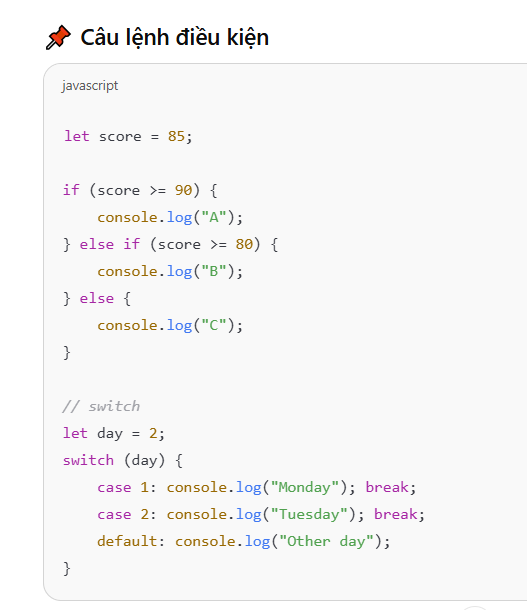 📌 Câu lệnh điều kiện
javascript
let score = 85;
if (score >= 90) {
    console.log("A");
} else if (score >= 80) {
    console.log("B");
} else {
    console.log("C");
}
// switch
let day = 2;
switch (day) {
    case 1: console.log("Monday"); break;
    case 2: console.log("Tuesday"); break;
    default: console.log("Other day");
}